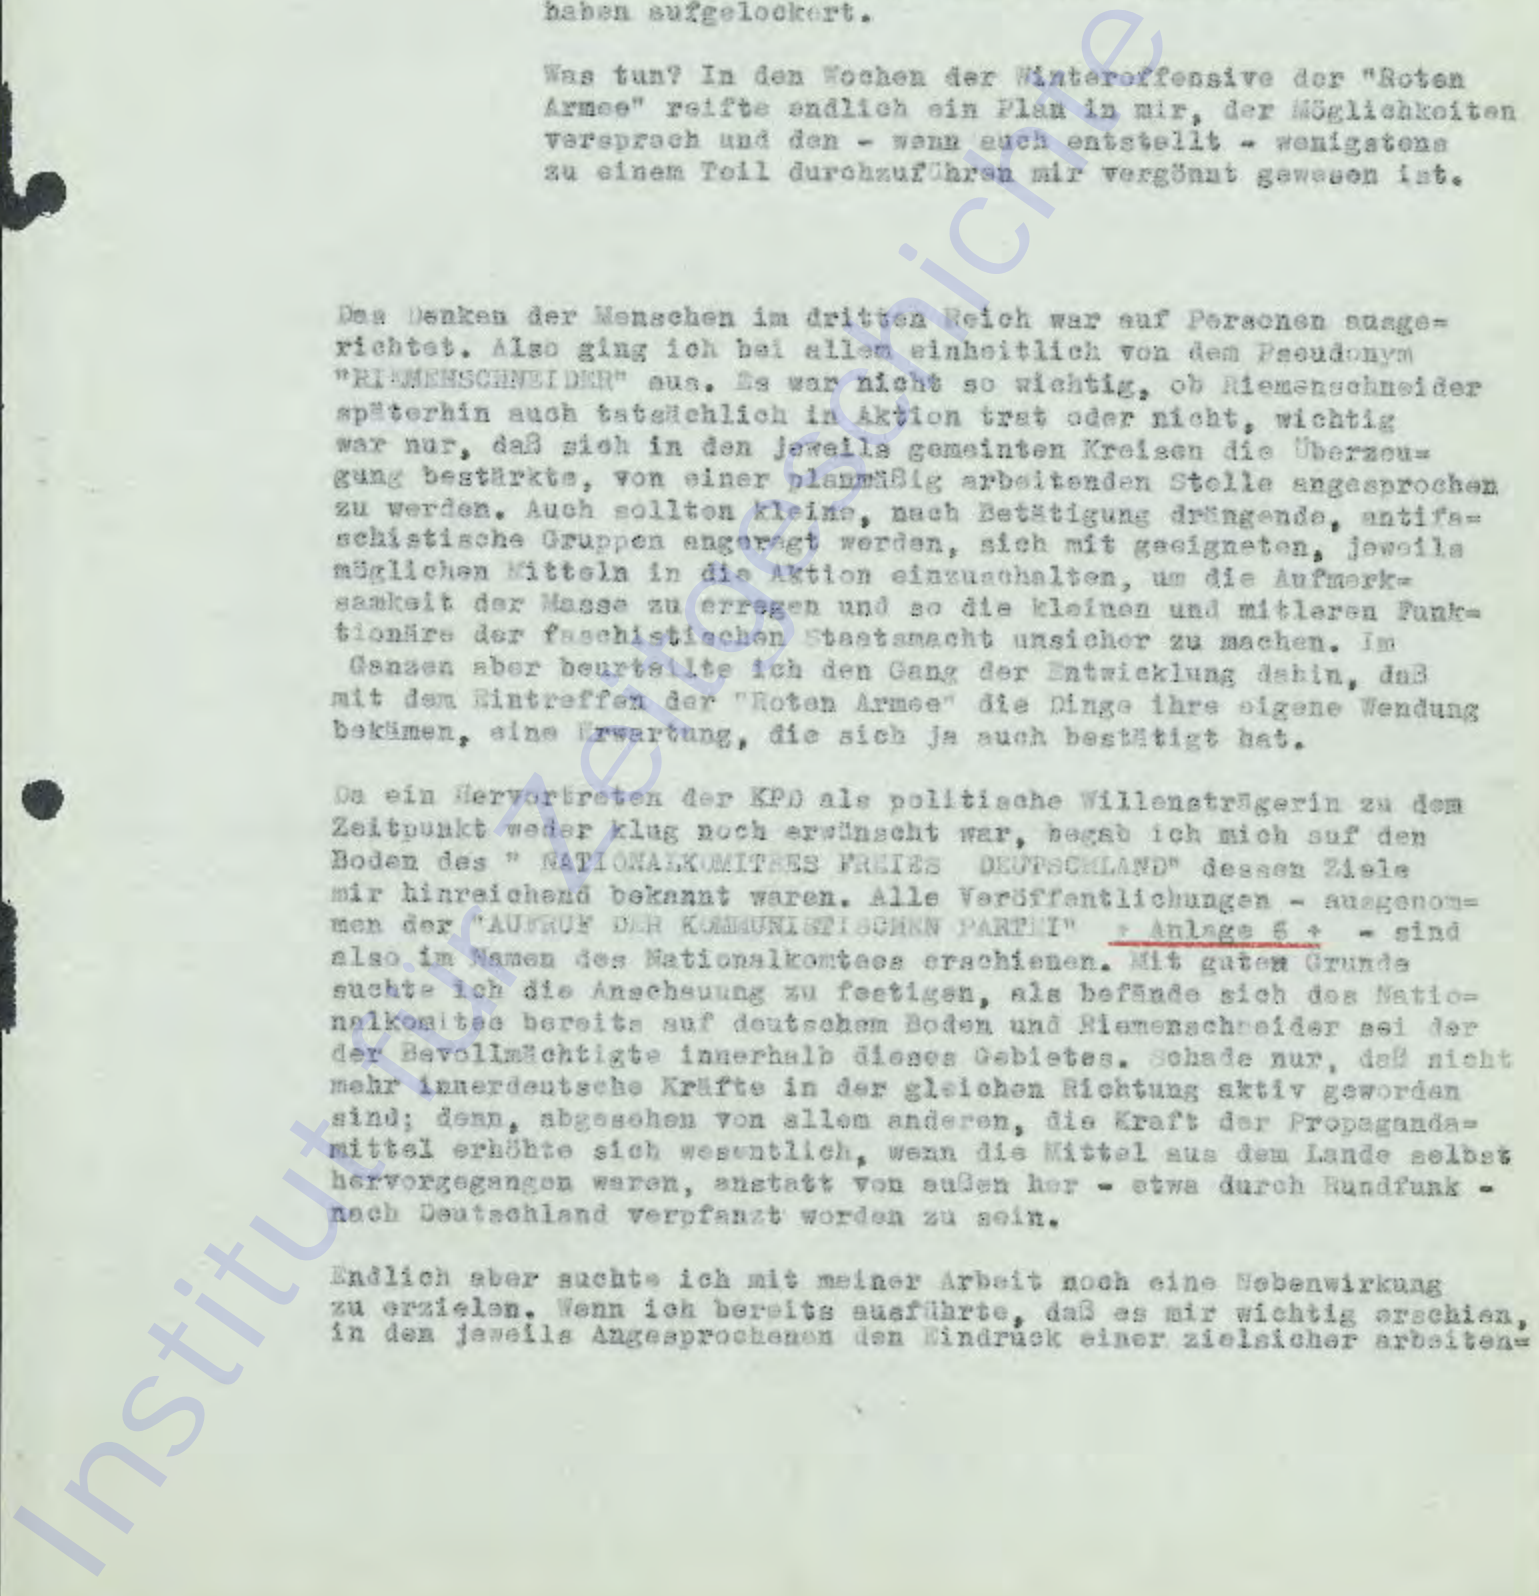 haben aufgelockert.
Was tun? In den Wochen der Winteroffensive der "Roten
Armee" reifte endlich ein Plan in mir, der Möglichkeiten
versprach und den - wenn auch entstellt - wenigstens
zu einem Teil durchzuführen mir vergönnt gewesen ist.
Das Denken der Menschen im dritten Reich war auf Personen ausge=
richtet. Also ging ich bei allem einheitlich von dem Pseudonym
"RIEMENSCHNEIDER" aus. Es war nicht so wichtig, ob Riemenschneider
späterhin auch tatsächlich in Aktion trat oder nicht, wichtig
war nur, daß sich in den jeweils gemeinten Kreisen die Überzeu=
gung bestärkte, von einer planmäßig arbeitenden Stelle angesprochen
zu werden. Auch sollten kleine, nach Betätigung drängende, antifa=
schistische Gruppen angeregt werden, sich mit geeigneten, jeweils
möglichen Mitteln in die Aktion einzuschalten, um die Aufmerk=
samkeit der Masse zu erregen und so die kleinen und mitleren Funk=
tionäre der faschistischen Staatsmacht unsicher zu machen. Im
Ganzen aber beurteilte ich den Gang der Entwicklung dahin, daß
mit dem Eintreffen der "Roten Armee" die Dinge ihre eigene Wendung
bekämen, eine Erwartung, die sich ja auch bestätigt hat.
Da ein Hervortreten der KPD als politische Willensträgerin zu dem
Zeitpunkt weder klug noch erwünscht war, begab ich mich auf den
Boden des " NATIONALKOMITEES FREIES DEUTSCHLAND" dessen Ziele
mir hinreichend bekannt waren. Alle Veröffentlichungen - ausgenom=
men der "AUFRUF DER KOMMUNISTISCHEN PARTEI" + Anlage 6 + - sind
also im Namen des Nationalkomtees erschienen. Mit gutem Grunde
suchte ich die Anschauung zu festigen, als befände sich das Natio=
nalkomitee bereits auf deutschem Boden und Riemenschneider sei der
der Bevollmächtigte innerhalb dieses Gebietes. Schade nur, daß nicht
mehr innerdeutsche Kräfte in der gleichen Richtung aktiv geworden
sind; denn, abgesehen von allem anderen, die Kraft der Propaganda=
mittel erhöhte sich wesentlich, wenn die Mittel aus dem Lande selbst
hervorgegangen waren, anstatt von außen her - etwa durch Rundfunk -
nach Deutschland verpfanzt worden zu sein.
Endlich aber suchte ich mit meiner Arbeit noch eine Nebenwirkung
zu erzielen. Wenn ich bereits ausführte, daß es mir wichtig erschien,
in den jeweils Angesprochenen den Eindruck einer zielsicher arbeiten=
Institut für Zeitgeschichte